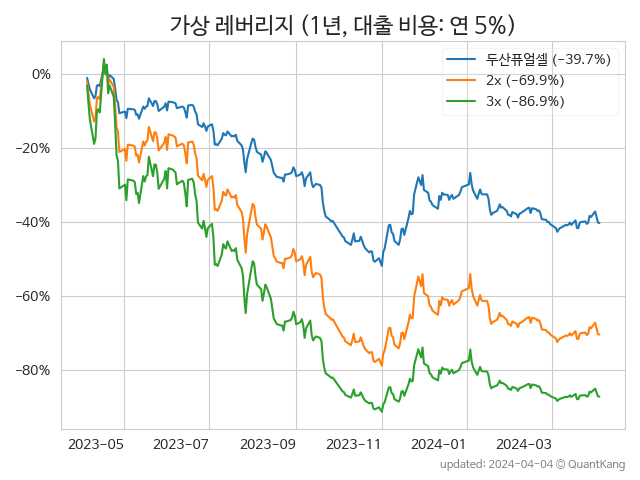 가상 레버리지 (1년, 대출 비용: 연 5%)
두산퓨얼셀 (−39.7%)
2x (−69.9%)
3x (−86.9%)
0%
−20%
−40%
−60%
−80%
2023-05 2023-07 2023-09 2023-11 2024-01 2024-03
updated: 2024-04-04 © QuantKang